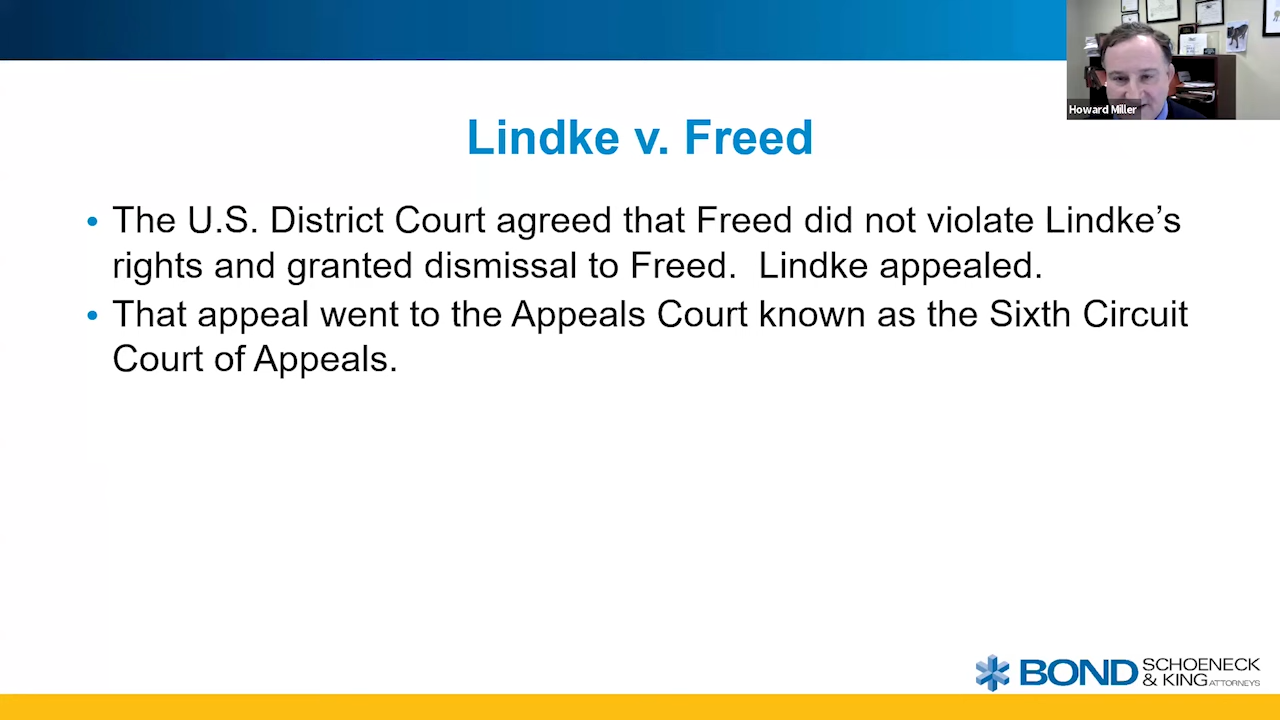 Howard Miller
Lindke v. Freed
• The U.S. District Court agreed that Freed did not violate Lindke’s
rights and granted dismissal to Freed.  Lindke appealed.
• That appeal went to the Appeals Court known as the Sixth Circuit
Court of Appeals.
BOND SCHOENECK
& KING ATTORNEYS